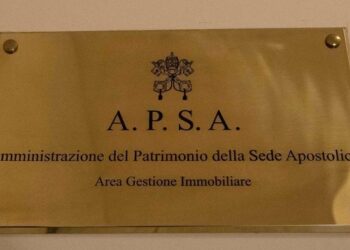 A. P. S. A.
mministrazione del Patrimonio della Sede Apostolic
Area Gestione Immobiliare